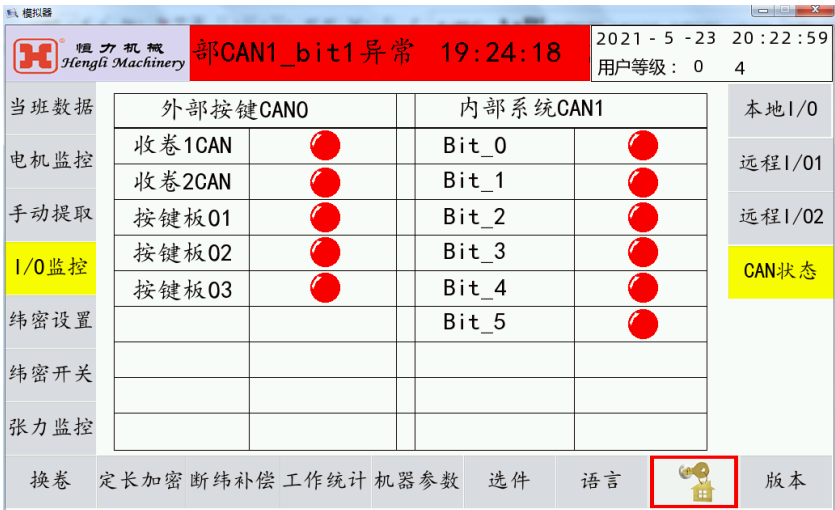 模拟器
恒力机械
Hengli Machinery
部CAN1_bit1异常 19:24:18
2021-5-23 20:22:59
用户等级: 0 4
当班数据
电机监控
手动提取
I/O监控
纬密设置
纬密开关
张力监控
外部按键CAN0 内部系统CAN1
收卷1CAN Bit_0
收卷2CAN Bit_1
按键板01 Bit_2
按键板02 Bit_3
按键板03 Bit_4
Bit_5
本地I/O
远程I/O1
远程I/O2
CAN状态
换卷 定长加密 断纬补偿 工作统计 机器参数 选件 语言 版本